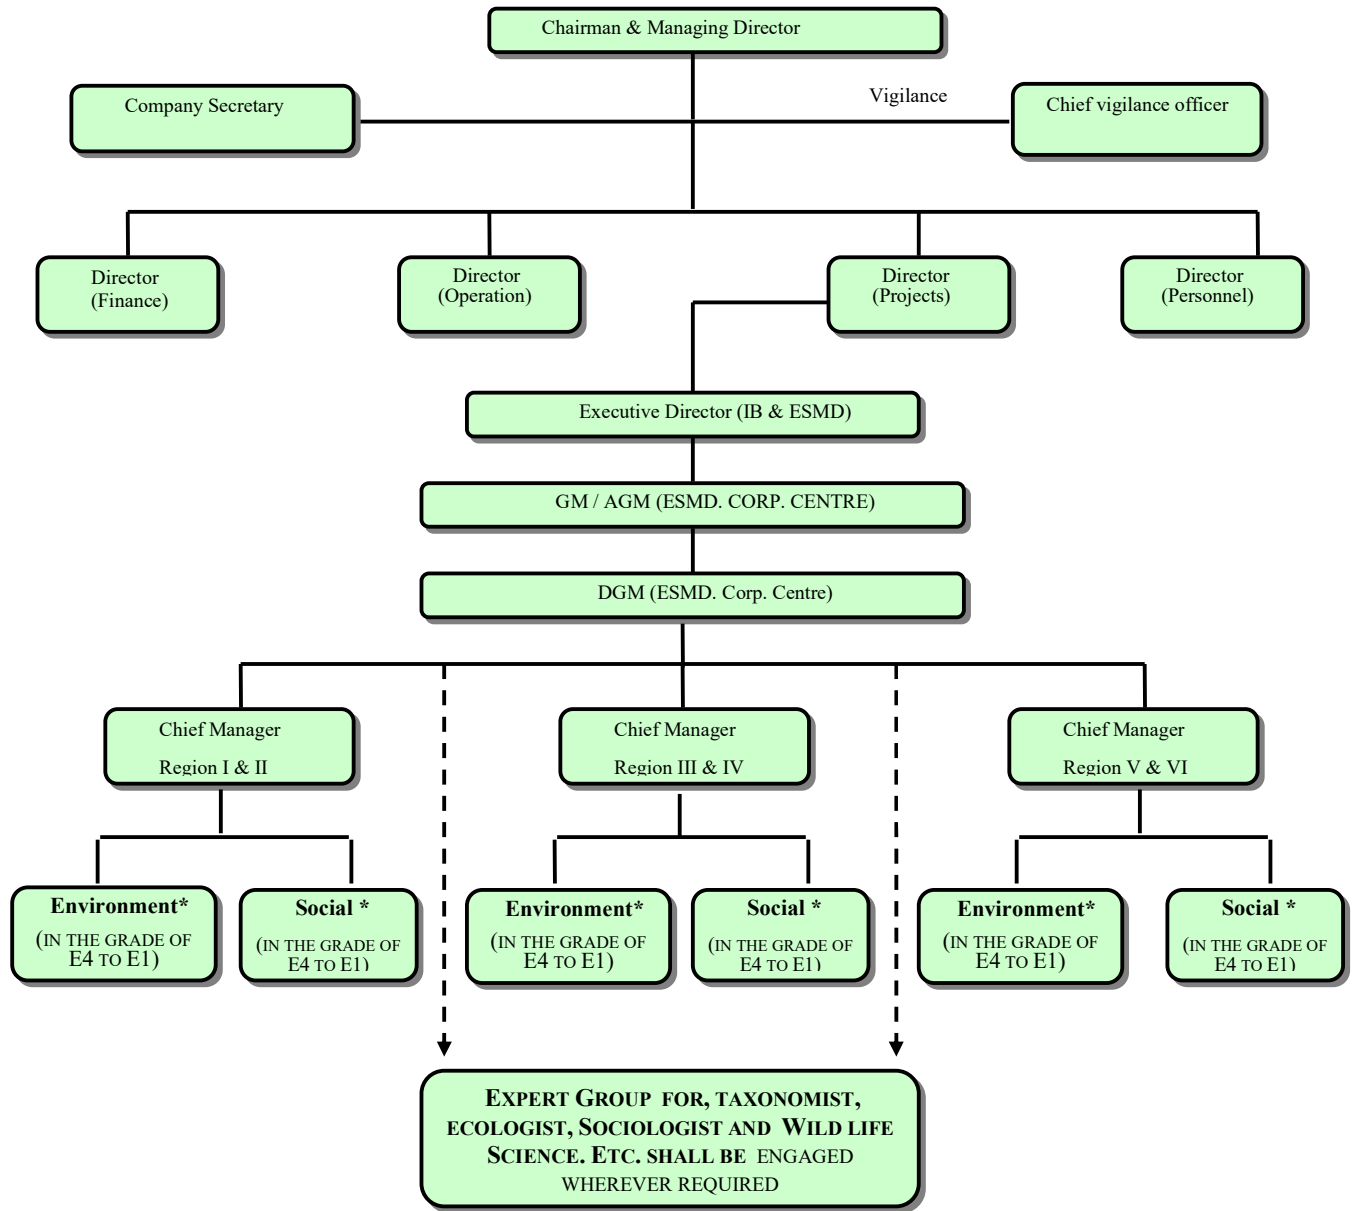 Chairman & Managing Director
Company Secretary
Vigilance
Chief vigilance officer
Director
(Finance)
Director
(Operation)
Director
(Projects)
Director
(Personnel)
Executive Director (IB & ESMD)
GM / AGM (ESMD. CORP. CENTRE)
DGM (ESMD. Corp. Centre)
Chief Manager
Region I & II
Chief Manager
Region III & IV
Chief Manager
Region V & VI
Environment*
(IN THE GRADE OF
E4 TO E1)
Social *
(IN THE GRADE OF
E4 TO E1)
Environment*
(IN THE GRADE OF
E4 TO E1)
Social *
(IN THE GRADE OF
E4 TO E1)
Environment*
(IN THE GRADE OF
E4 TO E1)
Social *
(IN THE GRADE OF
E4 TO E1)
EXPERT GROUP FOR, TAXONOMIST,
ECOLOGIST, SOCIOLOGIST AND WILD LIFE
SCIENCE. ETC. SHALL BE ENGAGED
WHEREVER REQUIRED